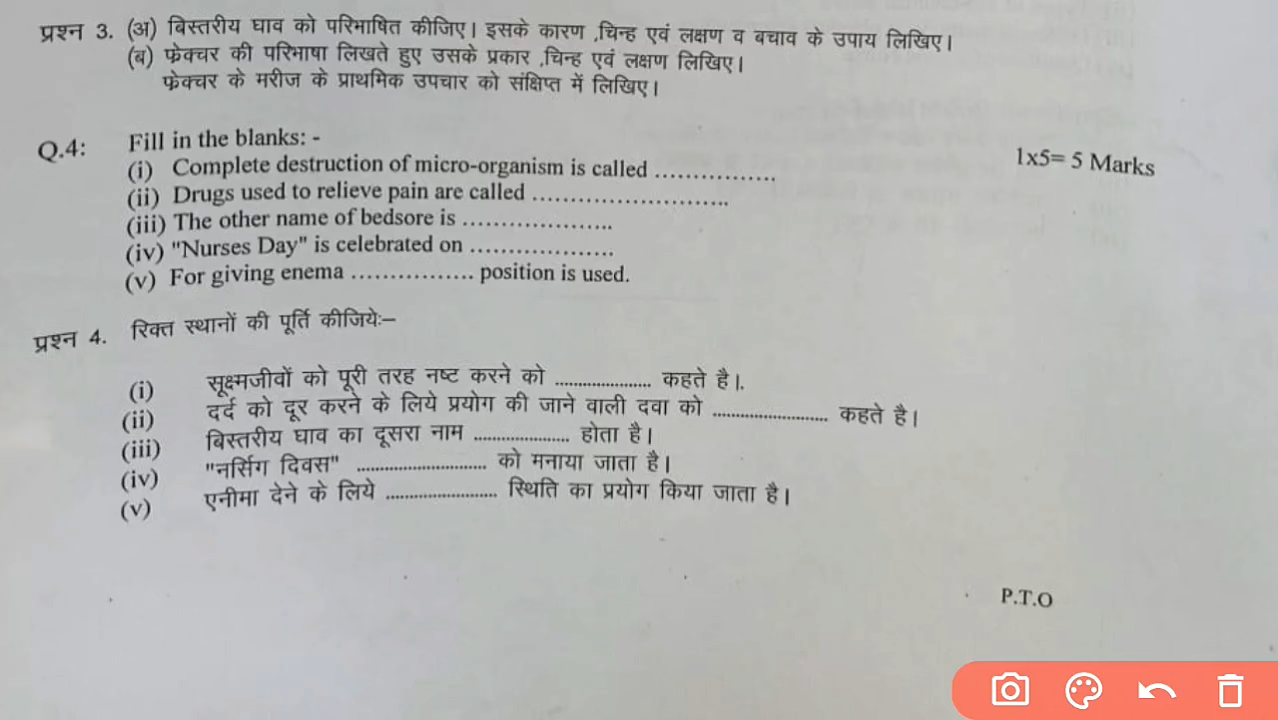 प्रश्न 3. (अ) बिस्तरीय घाव को परिभाषित कीजिए। इसके कारण ,चिन्ह एवं लक्षण व बचाव के उपाय लिखिए।
(ब) फ्रेक्चर की परिभाषा लिखते हुए उसके प्रकार ,चिन्ह एवं लक्षण लिखिए।
फ्रेक्चर के मरीज के प्राथमिक उपचार को संक्षिप्त में लिखिए।
Q.4: Fill in the blanks: - 1x5= 5 Marks
(i) Complete destruction of micro-organism is called ................
(ii) Drugs used to relieve pain are called ..........................
(iii) The other name of bedsore is ....................
(iv) "Nurses Day" is celebrated on ...................
(v) For giving enema ................ position is used.
प्रश्न 4. रिक्त स्थानों की पूर्ति कीजिये:–
(i) सूक्ष्मजीवों को पूरी तरह नष्ट करने को ..................... कहते है।.
(ii) दर्द को दूर करने के लिये प्रयोग की जाने वाली दवा को ......................... कहते है।
(iii) बिस्तरीय घाव का दूसरा नाम ..................... होता है।
(iv) "नर्सिग दिवस" ............................ को मनाया जाता है।
(v) एनीमा देने के लिये ........................ स्थिति का प्रयोग किया जाता है।
P.T.O